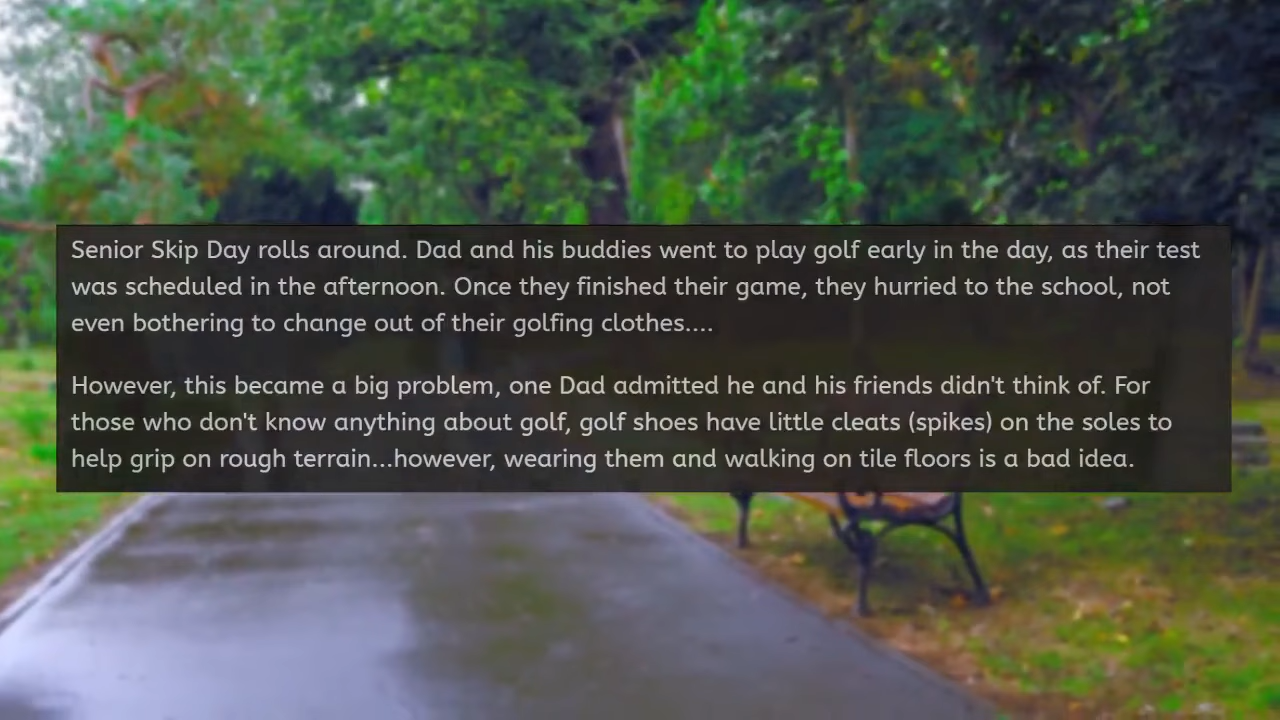 Senior Skip Day rolls around. Dad and his buddies went to play golf early in the day, as their test
was scheduled in the afternoon. Once they finished their game, they hurried to the school, not
even bothering to change out of their golfing clothes....
However, this became a big problem, one Dad admitted he and his friends didn't think of. For
those who don't know anything about golf, golf shoes have little cleats (spikes) on the soles to
help grip on rough terrain...however, wearing them and walking on tile floors is a bad idea.